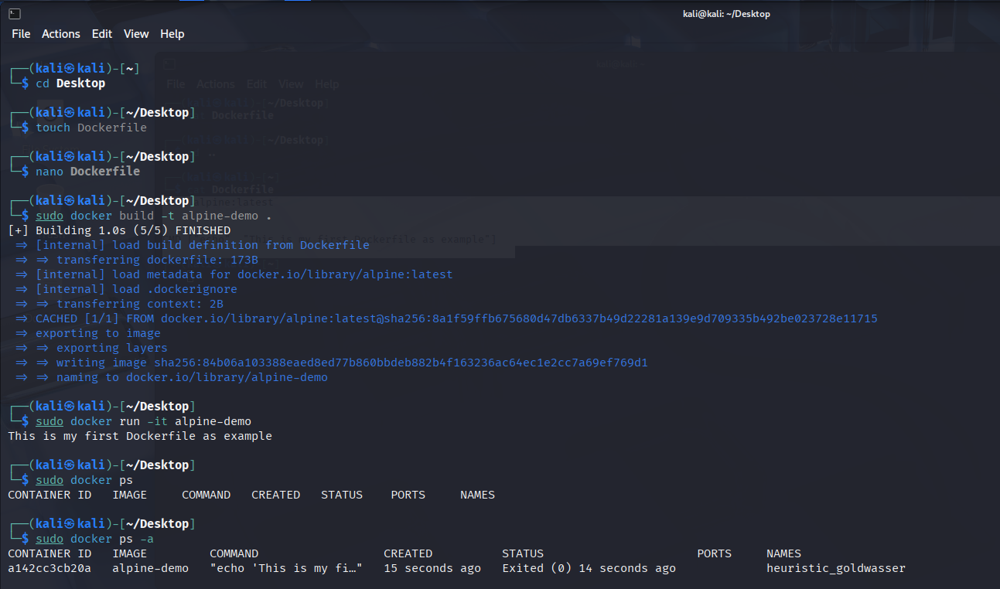 kali@kali: ~/Desktop
File Actions Edit View Help
┌──(kali㉿kali)-[~]
└─$ cd Desktop
┌──(kali㉿kali)-[~/Desktop]
└─$ touch Dockerfile
┌──(kali㉿kali)-[~/Desktop]
└─$ nano Dockerfile
┌──(kali㉿kali)-[~/Desktop]
└─$ sudo docker build -t alpine-demo .
[+] Building 1.0s (5/5) FINISHED
=> [internal] load build definition from Dockerfile
=> => transferring dockerfile: 173B
=> [internal] load metadata for docker.io/library/alpine:latest
=> [internal] load .dockerignore
=> => transferring context: 2B
=> CACHED [1/1] FROM docker.io/library/alpine:latest@sha256:8a1f59ffb675680d47db6337b49d22281a139e9d709335b492be023728e11715
=> exporting to image
=> => exporting layers
=> => writing image sha256:84b06a103388eaed8ed77b860bbdeb882b4f163236ac64ec1e2cc7a69ef769d1
=> => naming to docker.io/library/alpine-demo
┌──(kali㉿kali)-[~/Desktop]
└─$ sudo docker run -it alpine-demo
This is my first Dockerfile as example
┌──(kali㉿kali)-[~/Desktop]
└─$ sudo docker ps
CONTAINER ID IMAGE COMMAND CREATED STATUS PORTS NAMES
┌──(kali㉿kali)-[~/Desktop]
└─$ sudo docker ps -a
CONTAINER ID IMAGE COMMAND CREATED STATUS PORTS NAMES
a142cc3cb20a alpine-demo "echo 'This is my fi…" 15 seconds ago Exited (0) 14 seconds ago heuristic_goldwasser